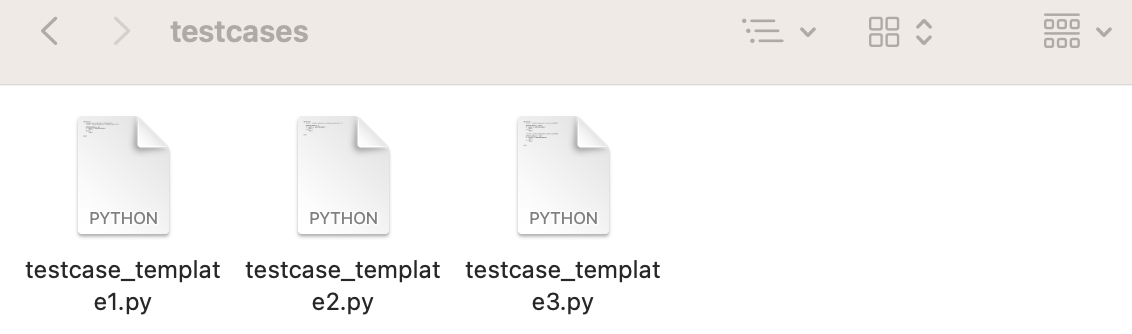 testcases
PYTHON PYTHON PYTHON
testcase_templat testcase_templat testcase_templat
e1.py e2.py e3.py